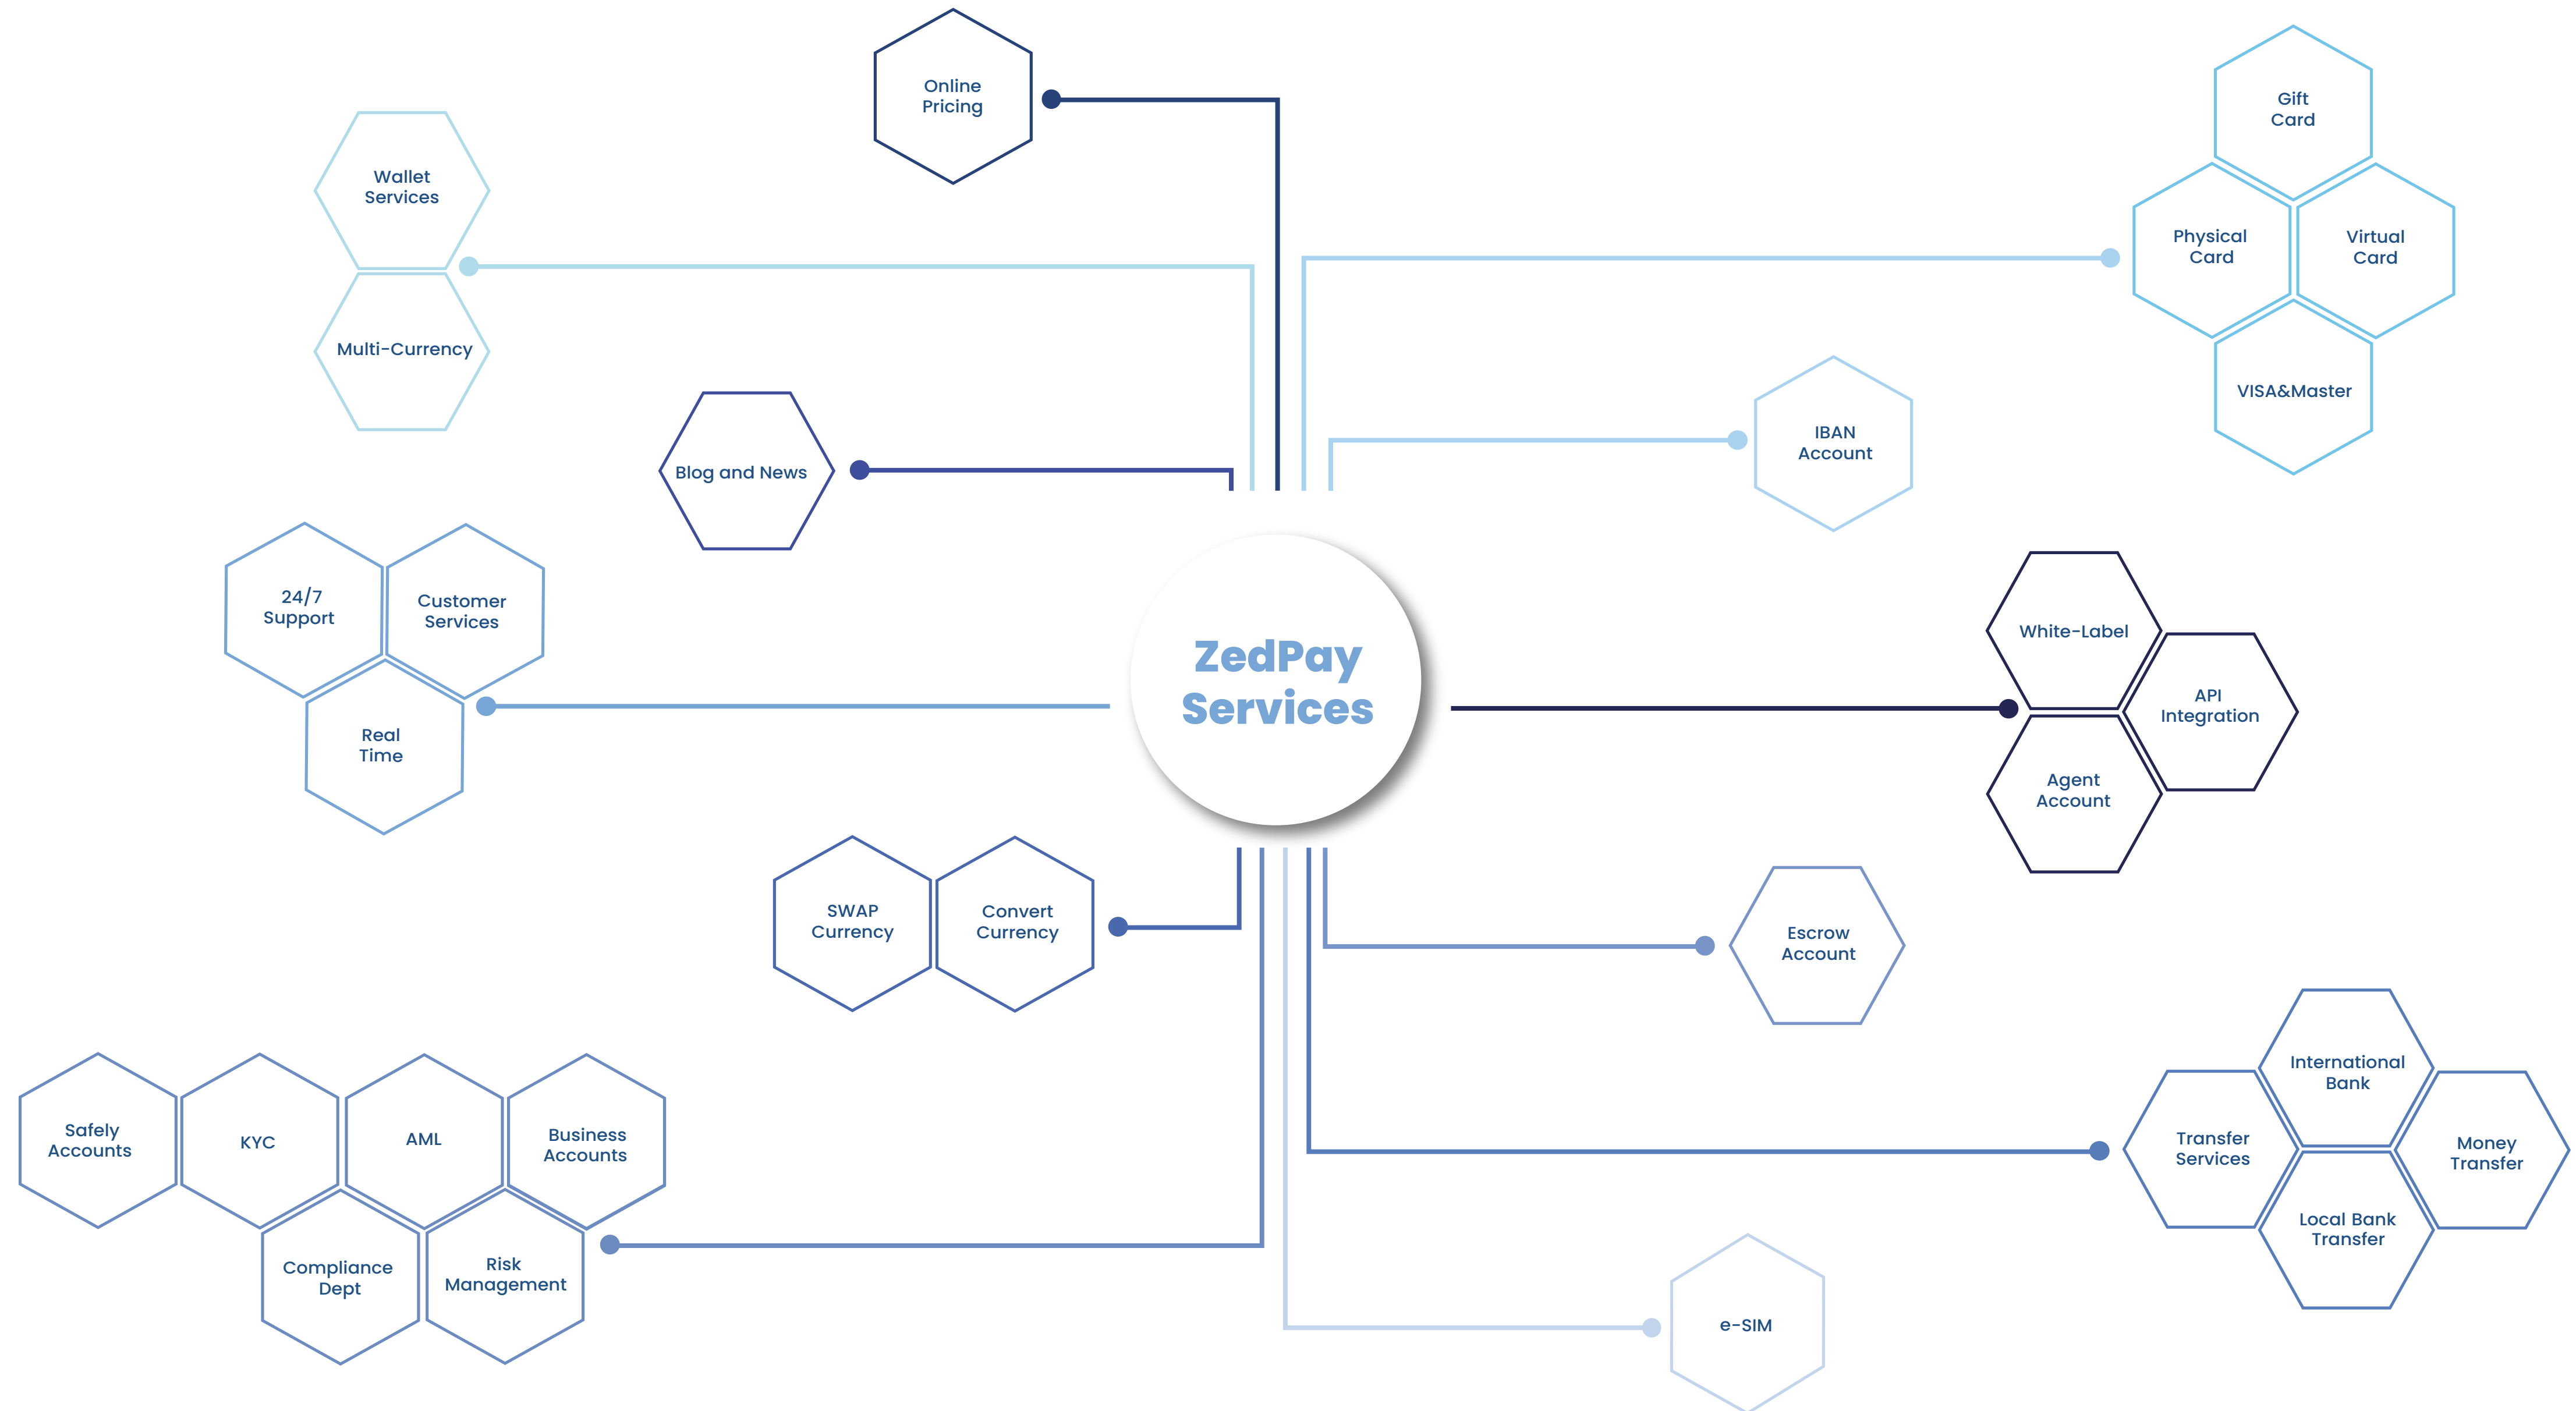 Online
Pricing
Gift
Card
Wallet
Services
Physical
Card
Virtual
Card
Multi-Currency
VISA&Master
IBAN
Account
Blog and News
24/7
Support
Customer
Services
White-Label
ZedPay
Services
API
Integration
Real
Time
Agent
Account
SWAP
Currency
Convert
Currency
Escrow
Account
International
Bank
Safely
Accounts
KYC
AML
Business
Accounts
Transfer
Services
Money
Transfer
Local Bank
Transfer
Compliance
Dept
Risk
Management
e-SIM